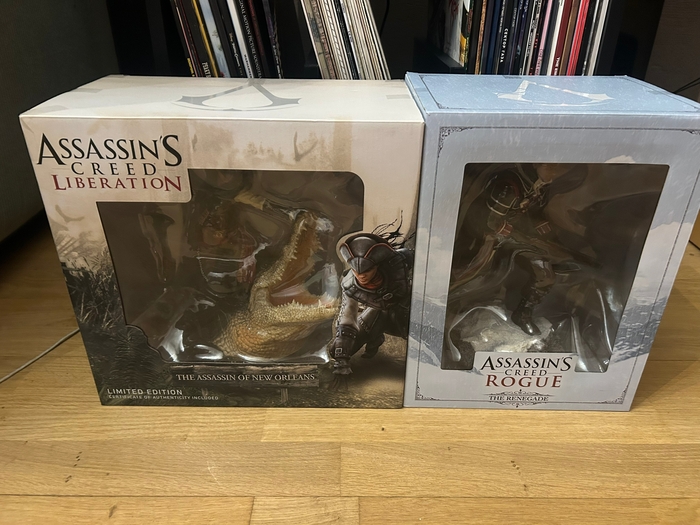 ASSASSIN'S
CREED
LIBERATION
THE ASSASSIN OF NEW ORLEANS
LIMITED EDITION
CERTIFICATE OF AUTHENTICITY INCLUDED
ASSASSIN'S
CREED
ROGUE
THE RENEGADE